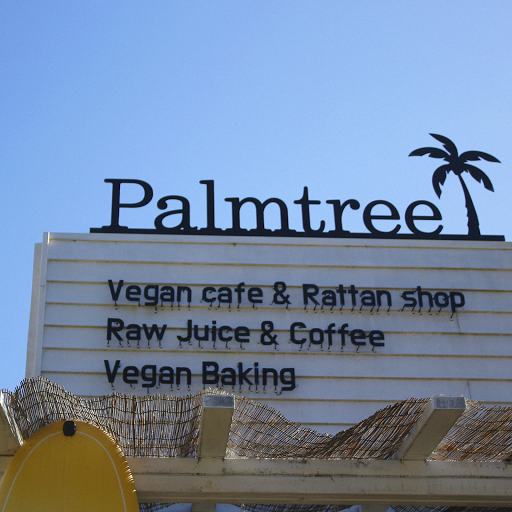 Palmtree
Vegan cafe & Rattan shop
Raw Juice & Coffee
Vegan Baking